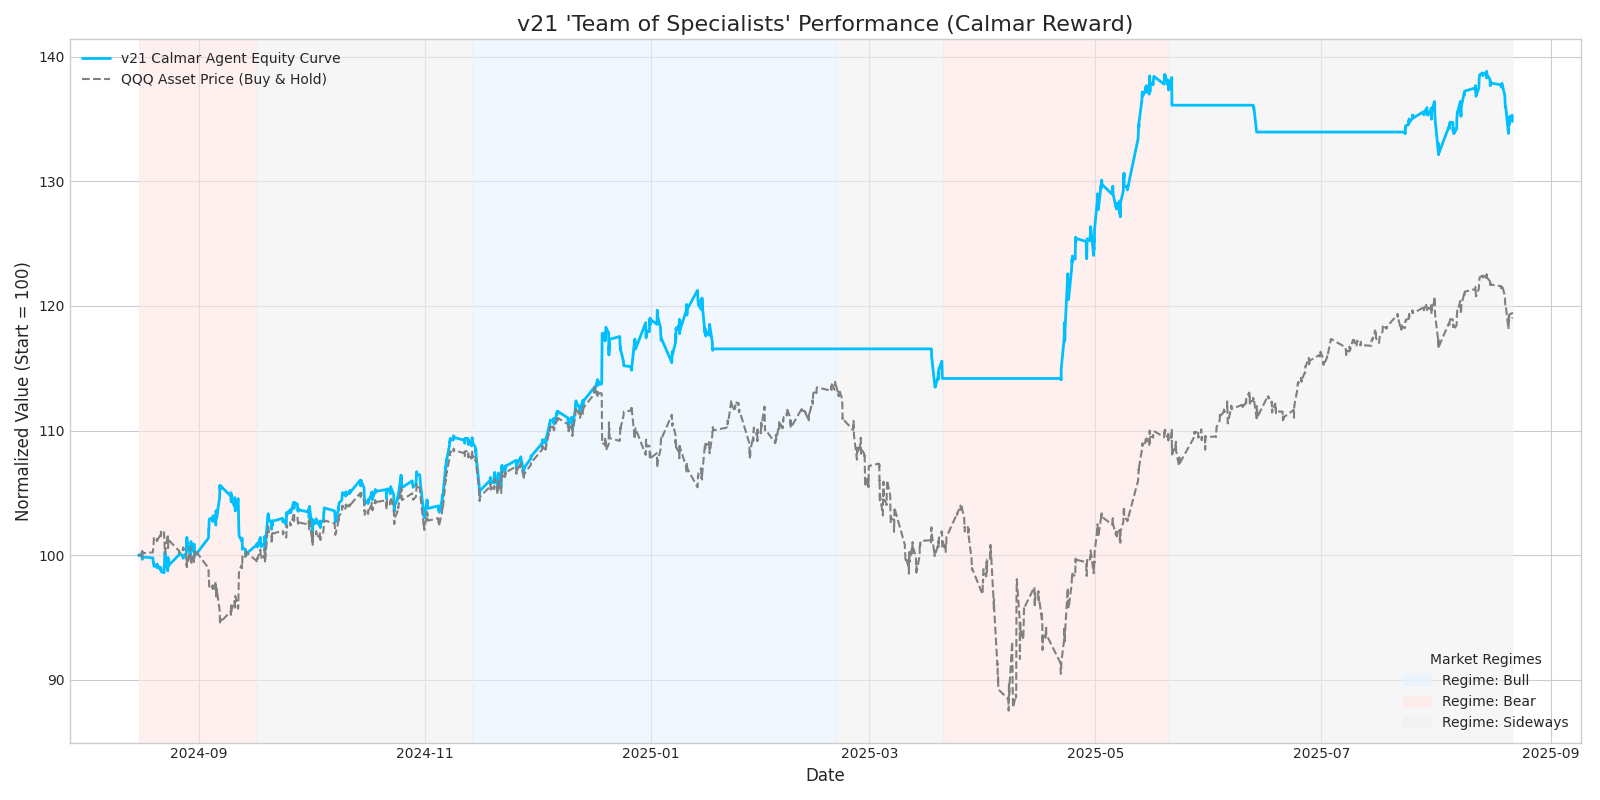 v21 'Team of Specialists' Performance (Calmar Reward)
v21 Calmar Agent Equity Curve
QQQ Asset Price (Buy & Hold)
Normalized Value (Start = 100)
140
130
120
110
100
90
Market Regimes
Regime: Bull
Regime: Bear
Regime: Sideways
2024-09
2024-11
2025-01
2025-03
2025-05
2025-07
2025-09
Date